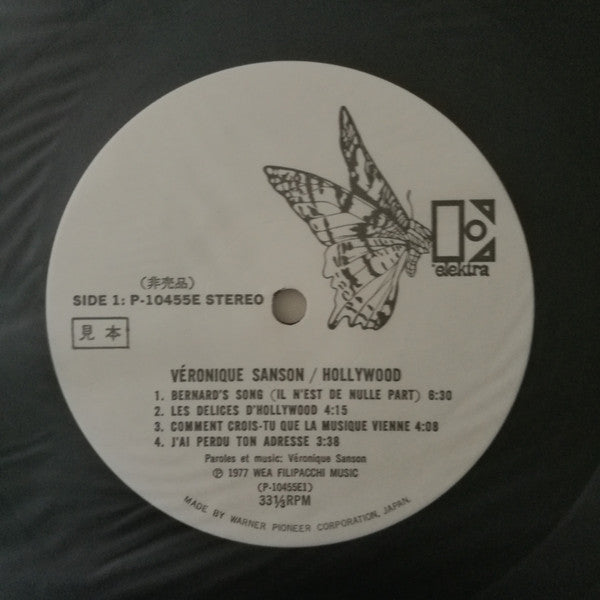 elektra
(非売品)
SIDE 1: P-10455E STEREO
見本
VÉRONIQUE SANSON / HOLLYWOOD
1. BERNARD'S SONG (IL N'EST DE NULLE PART) 6:30
2. LES DELICES D'HOLLYWOOD 4:15
3. COMMENT CROIS-TU QUE LA MUSIQUE VIENNE 4:08
4. J'AI PERDU TON ADRESSE 3:38
Paroles et music: Véronique Sanson
℗ 1977 WEA FILIPACCHI MUSIC
(P-10455E1)
33⅓RPM
MADE BY WARNER PIONEER CORPORATION, JAPAN.